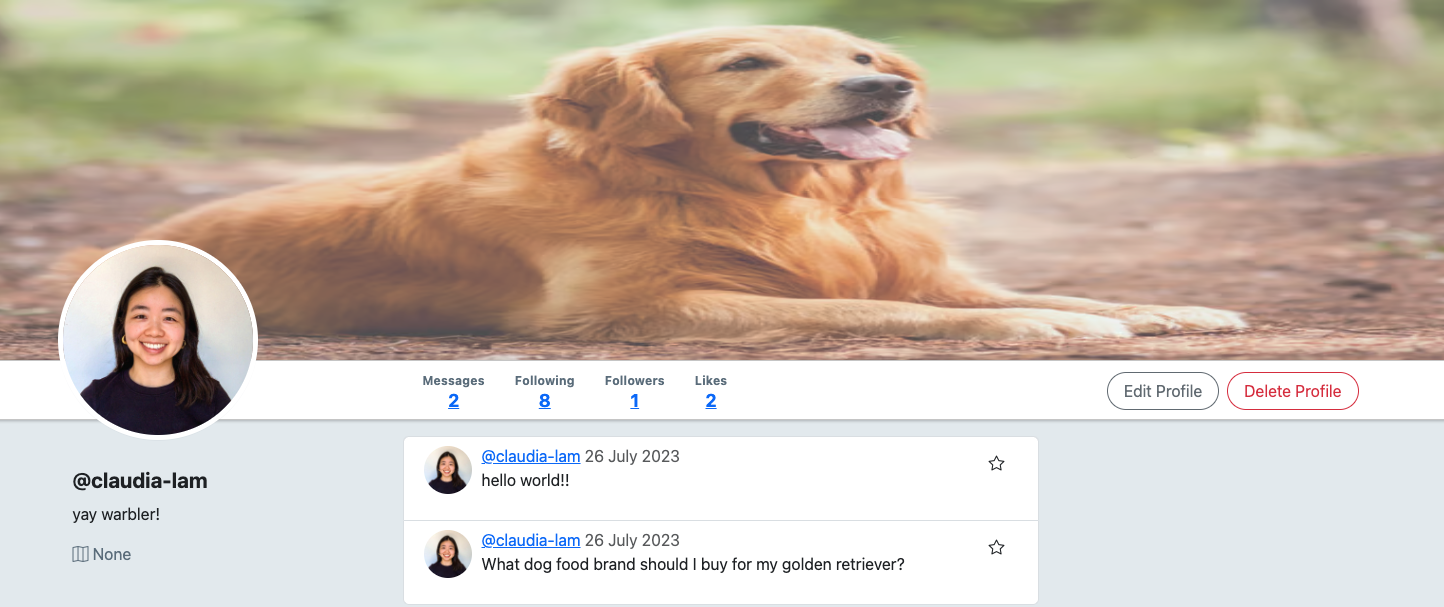 Messages Following Followers Likes
2 8 1 2
Edit Profile Delete Profile
@claudia-lam
yay warbler!
None
@claudia-lam 26 July 2023
hello world!!
@claudia-lam 26 July 2023
What dog food brand should I buy for my golden retriever?